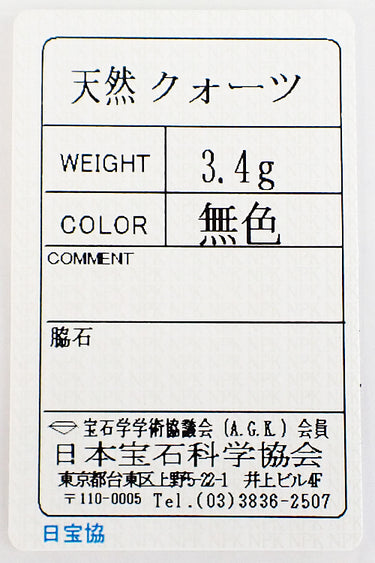 天然 クォーツ
WEIGHT 3.4g
COLOR 無色
COMMENT
脇石
宝石学学術協議会 (A.G.K.) 会員
日本宝石科学協会
東京都台東区上野5-22-1 井上ビル4F
〒110-0005 Tel.(03)3836-2507
日宝協